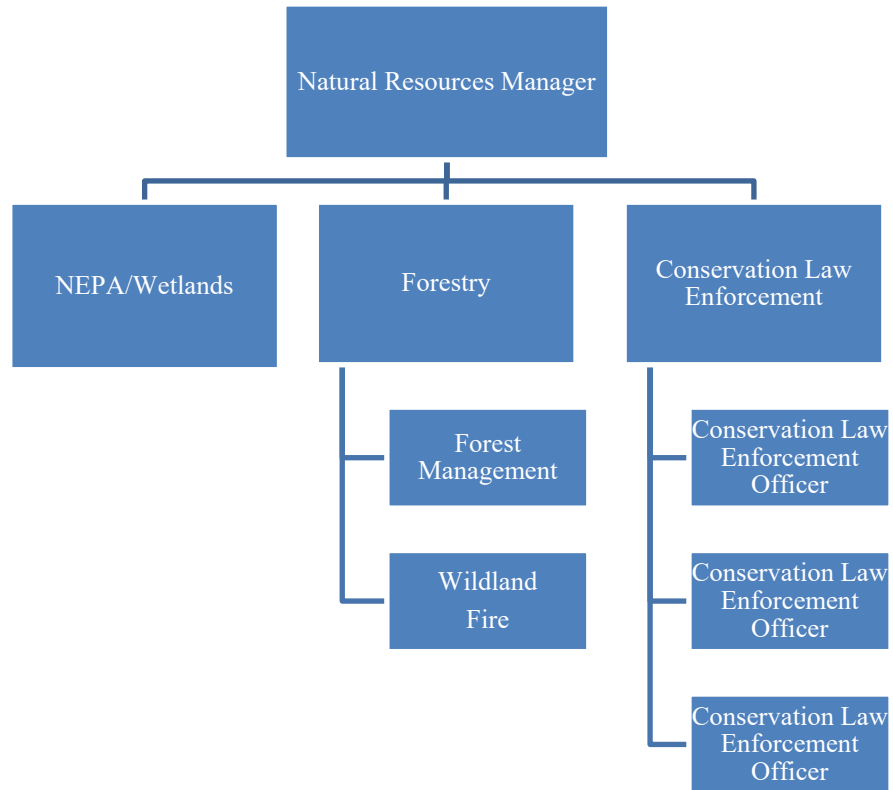 Natural Resources Manager
NEPA/Wetlands
Forestry
Conservation Law
Enforcement
Forest
Management
Wildland
Fire
Conservation Law
Enforcement
Officer
Conservation Law
Enforcement
Officer
Conservation Law
Enforcement
Officer